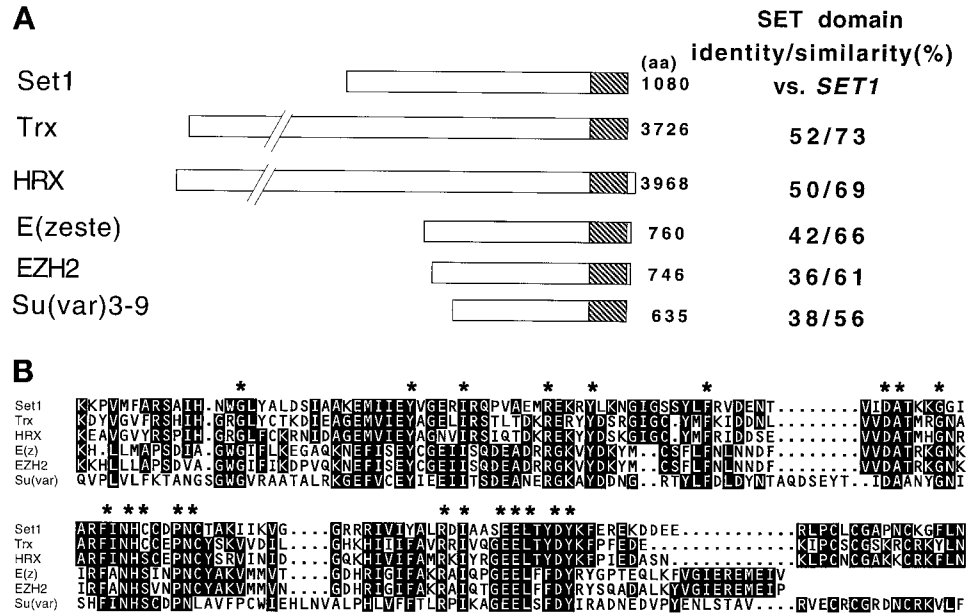 A
SET domain
identity/similarity(%)
vs. SET1
(aa)
Set1 1080
Trx 3726 52/73
HRX 3968 50/69
E(zeste) 760 42/66
EZH2 746 36/61
Su(var)3-9 635 38/56
B
* * * * * * * * *
Set1 KKPVMFARSAIH.NWGLYALDSIAAKEMIIEYVGERIRQPVAEMREKRYLKNGIGSSYLFRVDENT........VIDATKKGGI
Trx KDYVGVFRSHIH.GRGLYCTKDIEAGEMVIEYAGELIRSTLTDKRERYYDSRGIGC.YMFKIDDNL........VVDATMRGNA
HRX KEAVGVYRSPIH.GRGLFCKRNIDAGEMVIEYAGNVIRSIQTDKREKYYDSKGIGC.YMFRIDDSE........VVDATMHGNA
E(z) KH.LLMAPSDIA.GWGIFLKEGAQKNEFISEYCGEIISQDEADRRGKVYDKYM..CSFLFNLNNDF........VVDATRKGNK
EZH2 KKHLLLAPSDVA.GWGIFIKDPVQKNEFISEYCGEIISQDEADRRGKVYDKYM..CSFLFNLNNDF........VVDATRKGNK
Su(var) QVPLVLFKTANGSGWGVRAATALRKGEFVCEYIGEIITSDEANERGKAYDDNG..RTYLFDLDYNTAQDSEYT.IDAANYGNI
* * * * * * * * * * * *
Set1 ARFINHCCDPNCTAKIIKVG....GRRRIVIYALRDIAASEELTYDYKFEREKDDEE........RLPCLCGAPNCKGFLN
Trx ARFINHCCEPNCYSKVVDIL....GHKHIIIFAVRRIVQGEELTYDYKFPFEDE...........KIPCSCGSKRCRKYLN
HRX ARFINHSCEPNCYSRVINID....GQKHIVIFAMRKIYRGEELTYDYKFPIEDASN.........KLPCNCGAKKCRKFLN
E(z) IRFANHSINPNCYAKVMMVT....GDHRIGIFAKRAIQPGEELFFDYRYGPTEQLKFVGIEREMEIV
EZH2 IRFANHSVNPNCYAKVMMVN....GDHRIGIFAKRAIQTGEELFFDYRYSQADALKYVGIEREMEIP
Su(var) SHFINHSCDPNLAVFPCWIEHLNVALPHLVFFTLRPIKAGEELSFDYIRADNEDVPYENLSTAV.....RVECRCGRDNCRKVLF